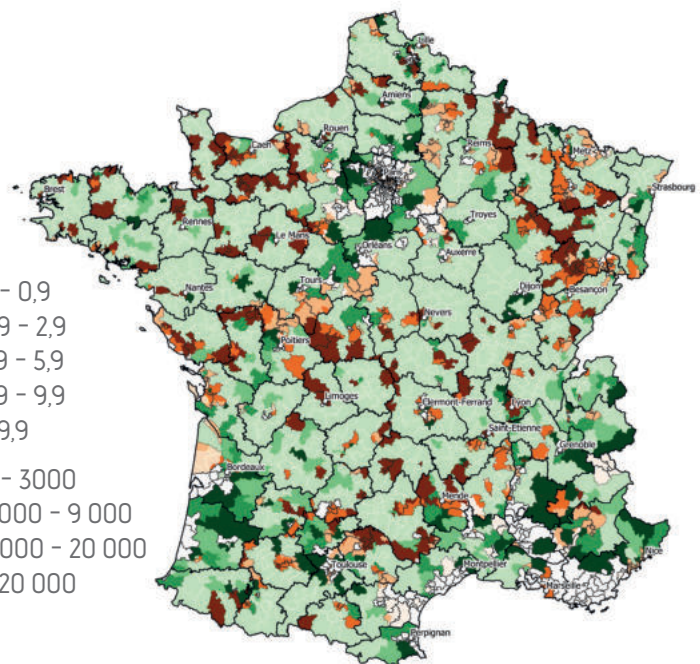 Lille
Amiens
Rouen
Caen
Reims
Metz
Strasbourg
Brest
Rennes
Le Mans
Troyes
Orléans
Auxerre
– 0,9
9 – 2,9
9 – 5,9
9 – 9,9
9,9
– 3000
000 – 9 000
000 – 20 000
20 000
Nantes
Tours
Dijon
Besançon
Nevers
Poitiers
Limoges
Clermont-Ferrand
Lyon
Saint-Etienne
Grenoble
Bordeaux
Mende
Toulouse
Montpellier
Nice
Marseille
Perpignan